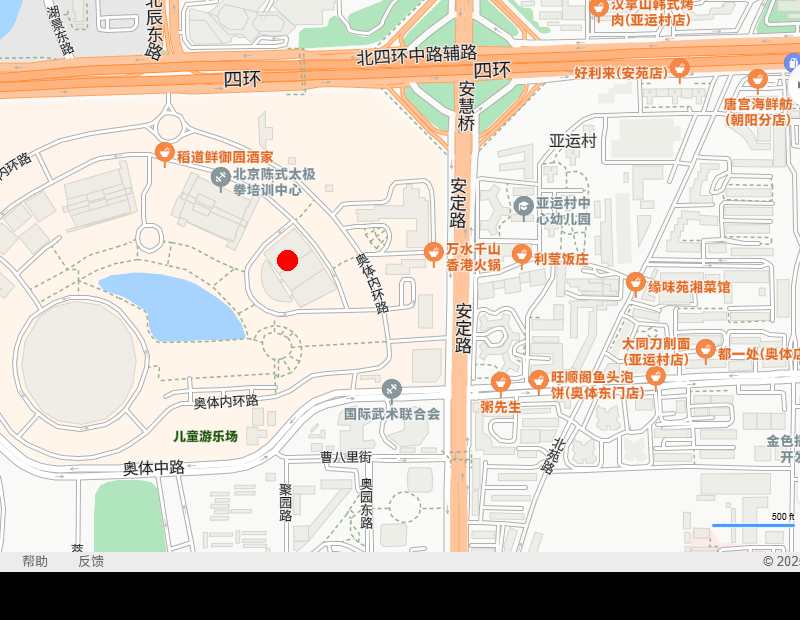 湖景东路
北辰东路
汉拿山韩式烤
肉(亚运村店)
北四环中路辅路
四环
四环
好利来(安苑店)
唐宫海鲜舫
(朝阳分店)
安慧桥
亚运村
稻道鲜御园酒家
内环路
北京陈式太极
拳培训中心
安定路
亚运村中
心幼儿园
万水千山
香港火锅
利莹饭庄
奥体内环路
缘味苑湘菜馆
安定路
大同刀削面
(亚运村店)
都一处(奥体店
旺顺阁鱼头泡
饼(奥体东门店)
粥先生
奥体内环路
国际武术联合会
儿童游乐场
北苑路
金色
开发
曹八里街
奥体中路
聚园路
奥园东路
500 ft
帮助
反馈
© 2025